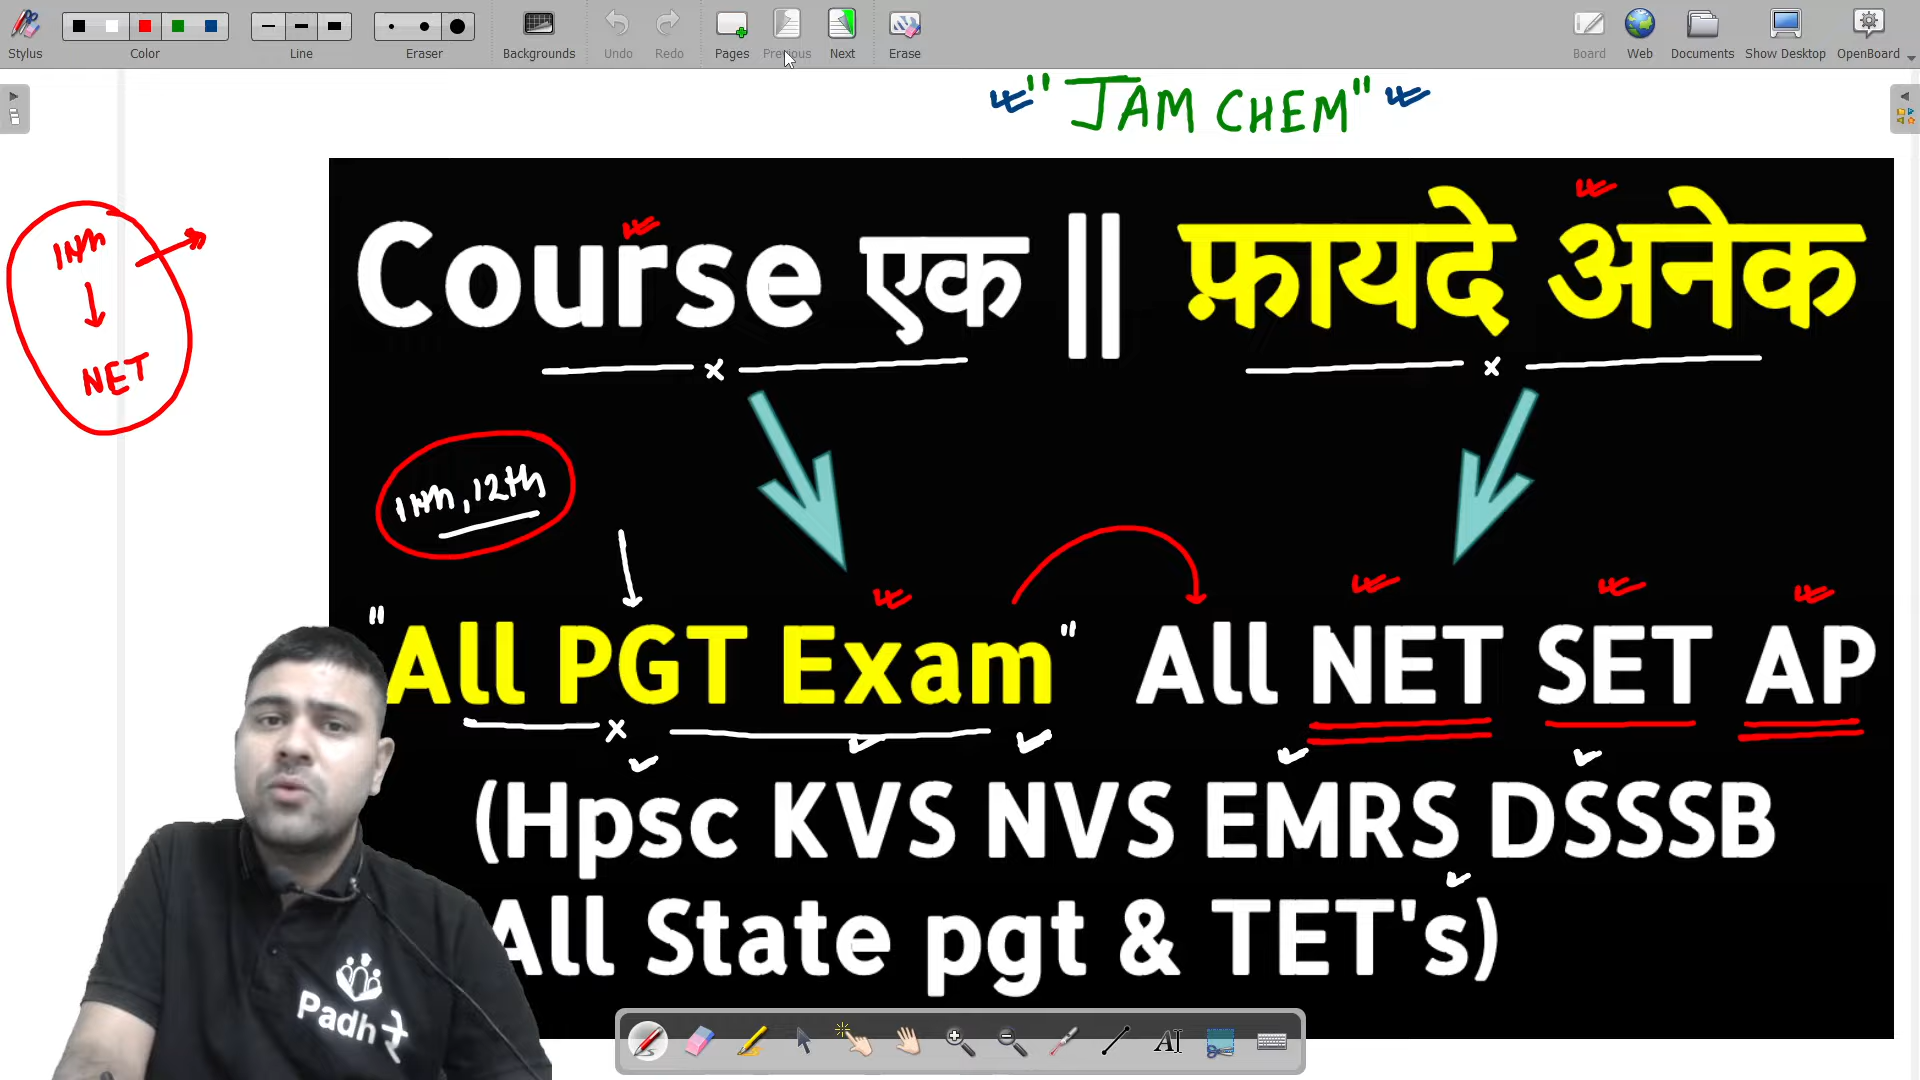 Stylus Color Line Eraser Backgrounds Undo Redo Pages Previous Next Erase Board Web Documents Show Desktop OpenBoard
" JAM CHEM "
11th
NET
Course एक || फ़ायदे अनेक
11th, 12th
"All PGT Exam" All NET SET AP
(Hpsc KVS NVS EMRS DSSSB
All State pgt & TET's)
Padh रे